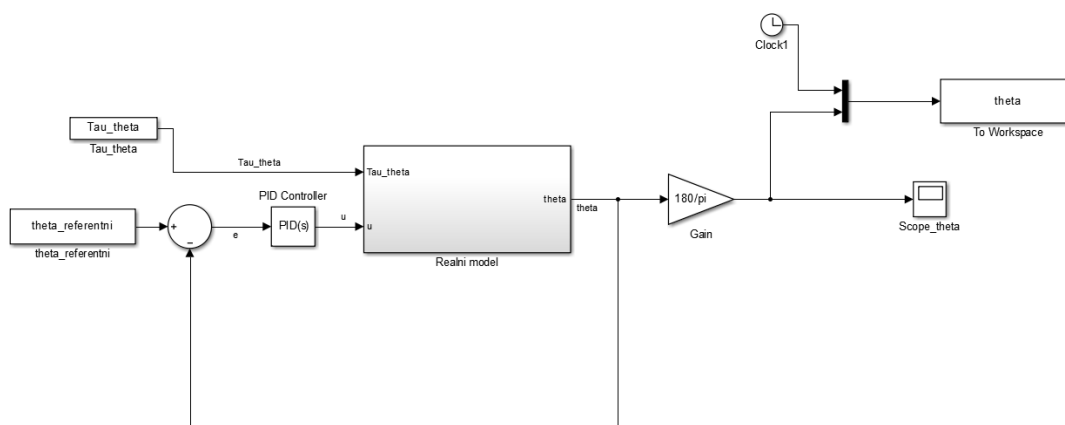 Clock1
theta
To Workspace
Tau_theta
Tau_theta
Tau_theta
Tau_theta
theta
theta
180/pi
Gain
Scope_theta
PID Controller
theta_referentni
theta_referentni
+
−
e
PID(s)
u
u
Realni model